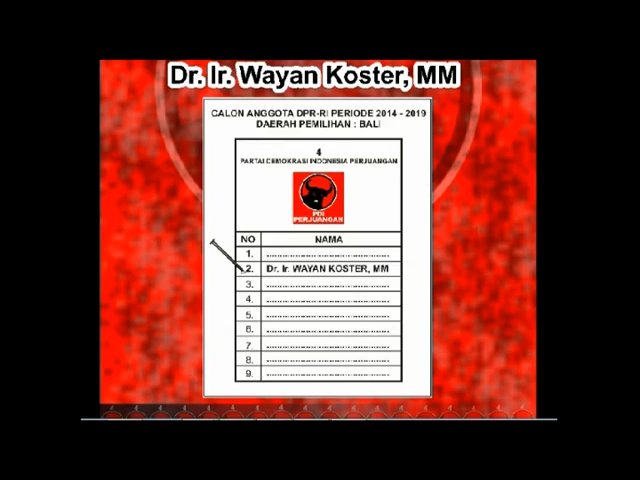 Dr. Ir. Wayan Koster, MM
CALON ANGGOTA DPR-RI PERIODE 2014 - 2019
DAERAH PEMILIHAN : BALI
4
PARTAI DEMOKRASI INDONESIA PERJUANGAN
PDI
PERJUANGAN
NO NAMA
1. ................................................
2. Dr. Ir. WAYAN KOSTER, MM
3. ................................................
4. ................................................
5. ................................................
6. ................................................
7. ................................................
8. ................................................
9. ................................................